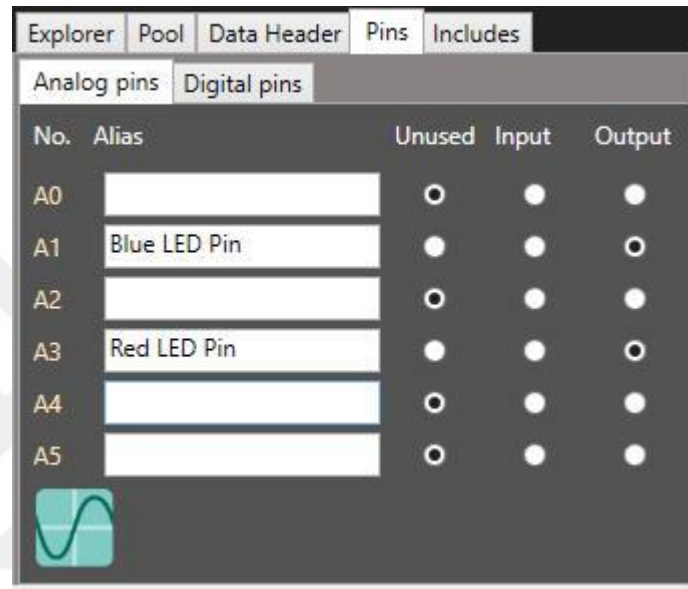 Explorer Pool Data Header Pins Includes
Analog pins Digital pins
No. Alias Unused Input Output
A0
A1 Blue LED Pin
A2
A3 Red LED Pin
A4
A5